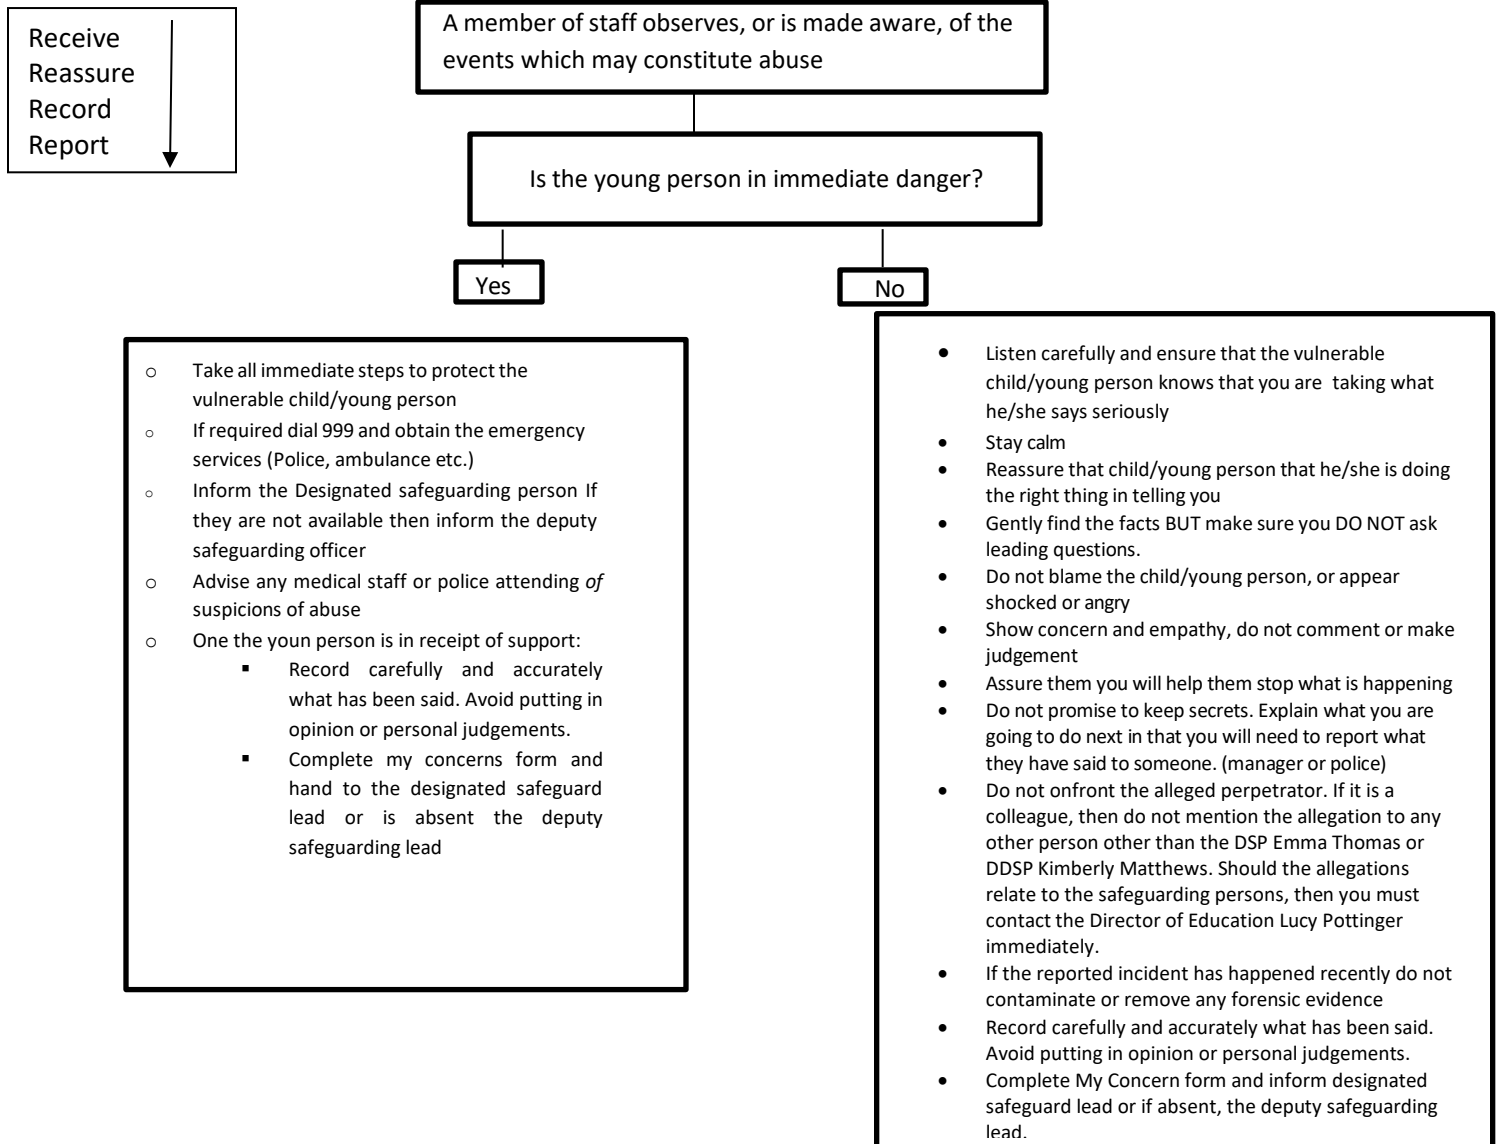 Receive
Reassure
Record
Report
A member of staff observes, or is made aware, of the
events which may constitute abuse
Is the young person in immediate danger?
Yes
No
o Take all immediate steps to protect the
vulnerable child/young person
o If required dial 999 and obtain the emergency
services (Police, ambulance etc.)
o Inform the Designated safeguarding person If
they are not available then inform the deputy
safeguarding officer
o Advise any medical staff or police attending of
suspicions of abuse
o One the youn person is in receipt of support:
▪ Record carefully and accurately
what has been said. Avoid putting in
opinion or personal judgements.
▪ Complete my concerns form and
hand to the designated safeguard
lead or is absent the deputy
safeguarding lead
• Listen carefully and ensure that the vulnerable
child/young person knows that you are taking what
he/she says seriously
• Stay calm
• Reassure that child/young person that he/she is doing
the right thing in telling you
• Gently find the facts BUT make sure you DO NOT ask
leading questions.
• Do not blame the child/young person, or appear
shocked or angry
• Show concern and empathy, do not comment or make
judgement
• Assure them you will help them stop what is happening
• Do not promise to keep secrets. Explain what you are
going to do next in that you will need to report what
they have said to someone. (manager or police)
• Do not onfront the alleged perpetrator. If it is a
colleague, then do not mention the allegation to any
other person other than the DSP Emma Thomas or
DDSP Kimberly Matthews. Should the allegations
relate to the safeguarding persons, then you must
contact the Director of Education Lucy Pottinger
immediately.
• If the reported incident has happened recently do not
contaminate or remove any forensic evidence
• Record carefully and accurately what has been said.
Avoid putting in opinion or personal judgements.
• Complete My Concern form and inform designated
safeguard lead or if absent, the deputy safeguarding
lead.